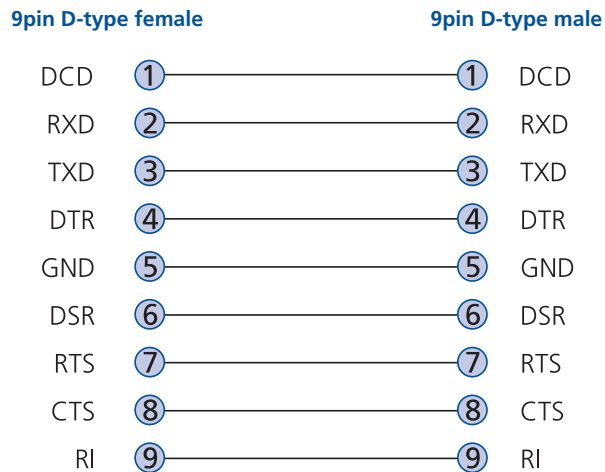 9pin D-type female 9pin D-type male
DCD 1 1 DCD
RXD 2 2 RXD
TXD 3 3 TXD
DTR 4 4 DTR
GND 5 5 GND
DSR 6 6 DSR
RTS 7 7 RTS
CTS 8 8 CTS
RI 9 9 RI